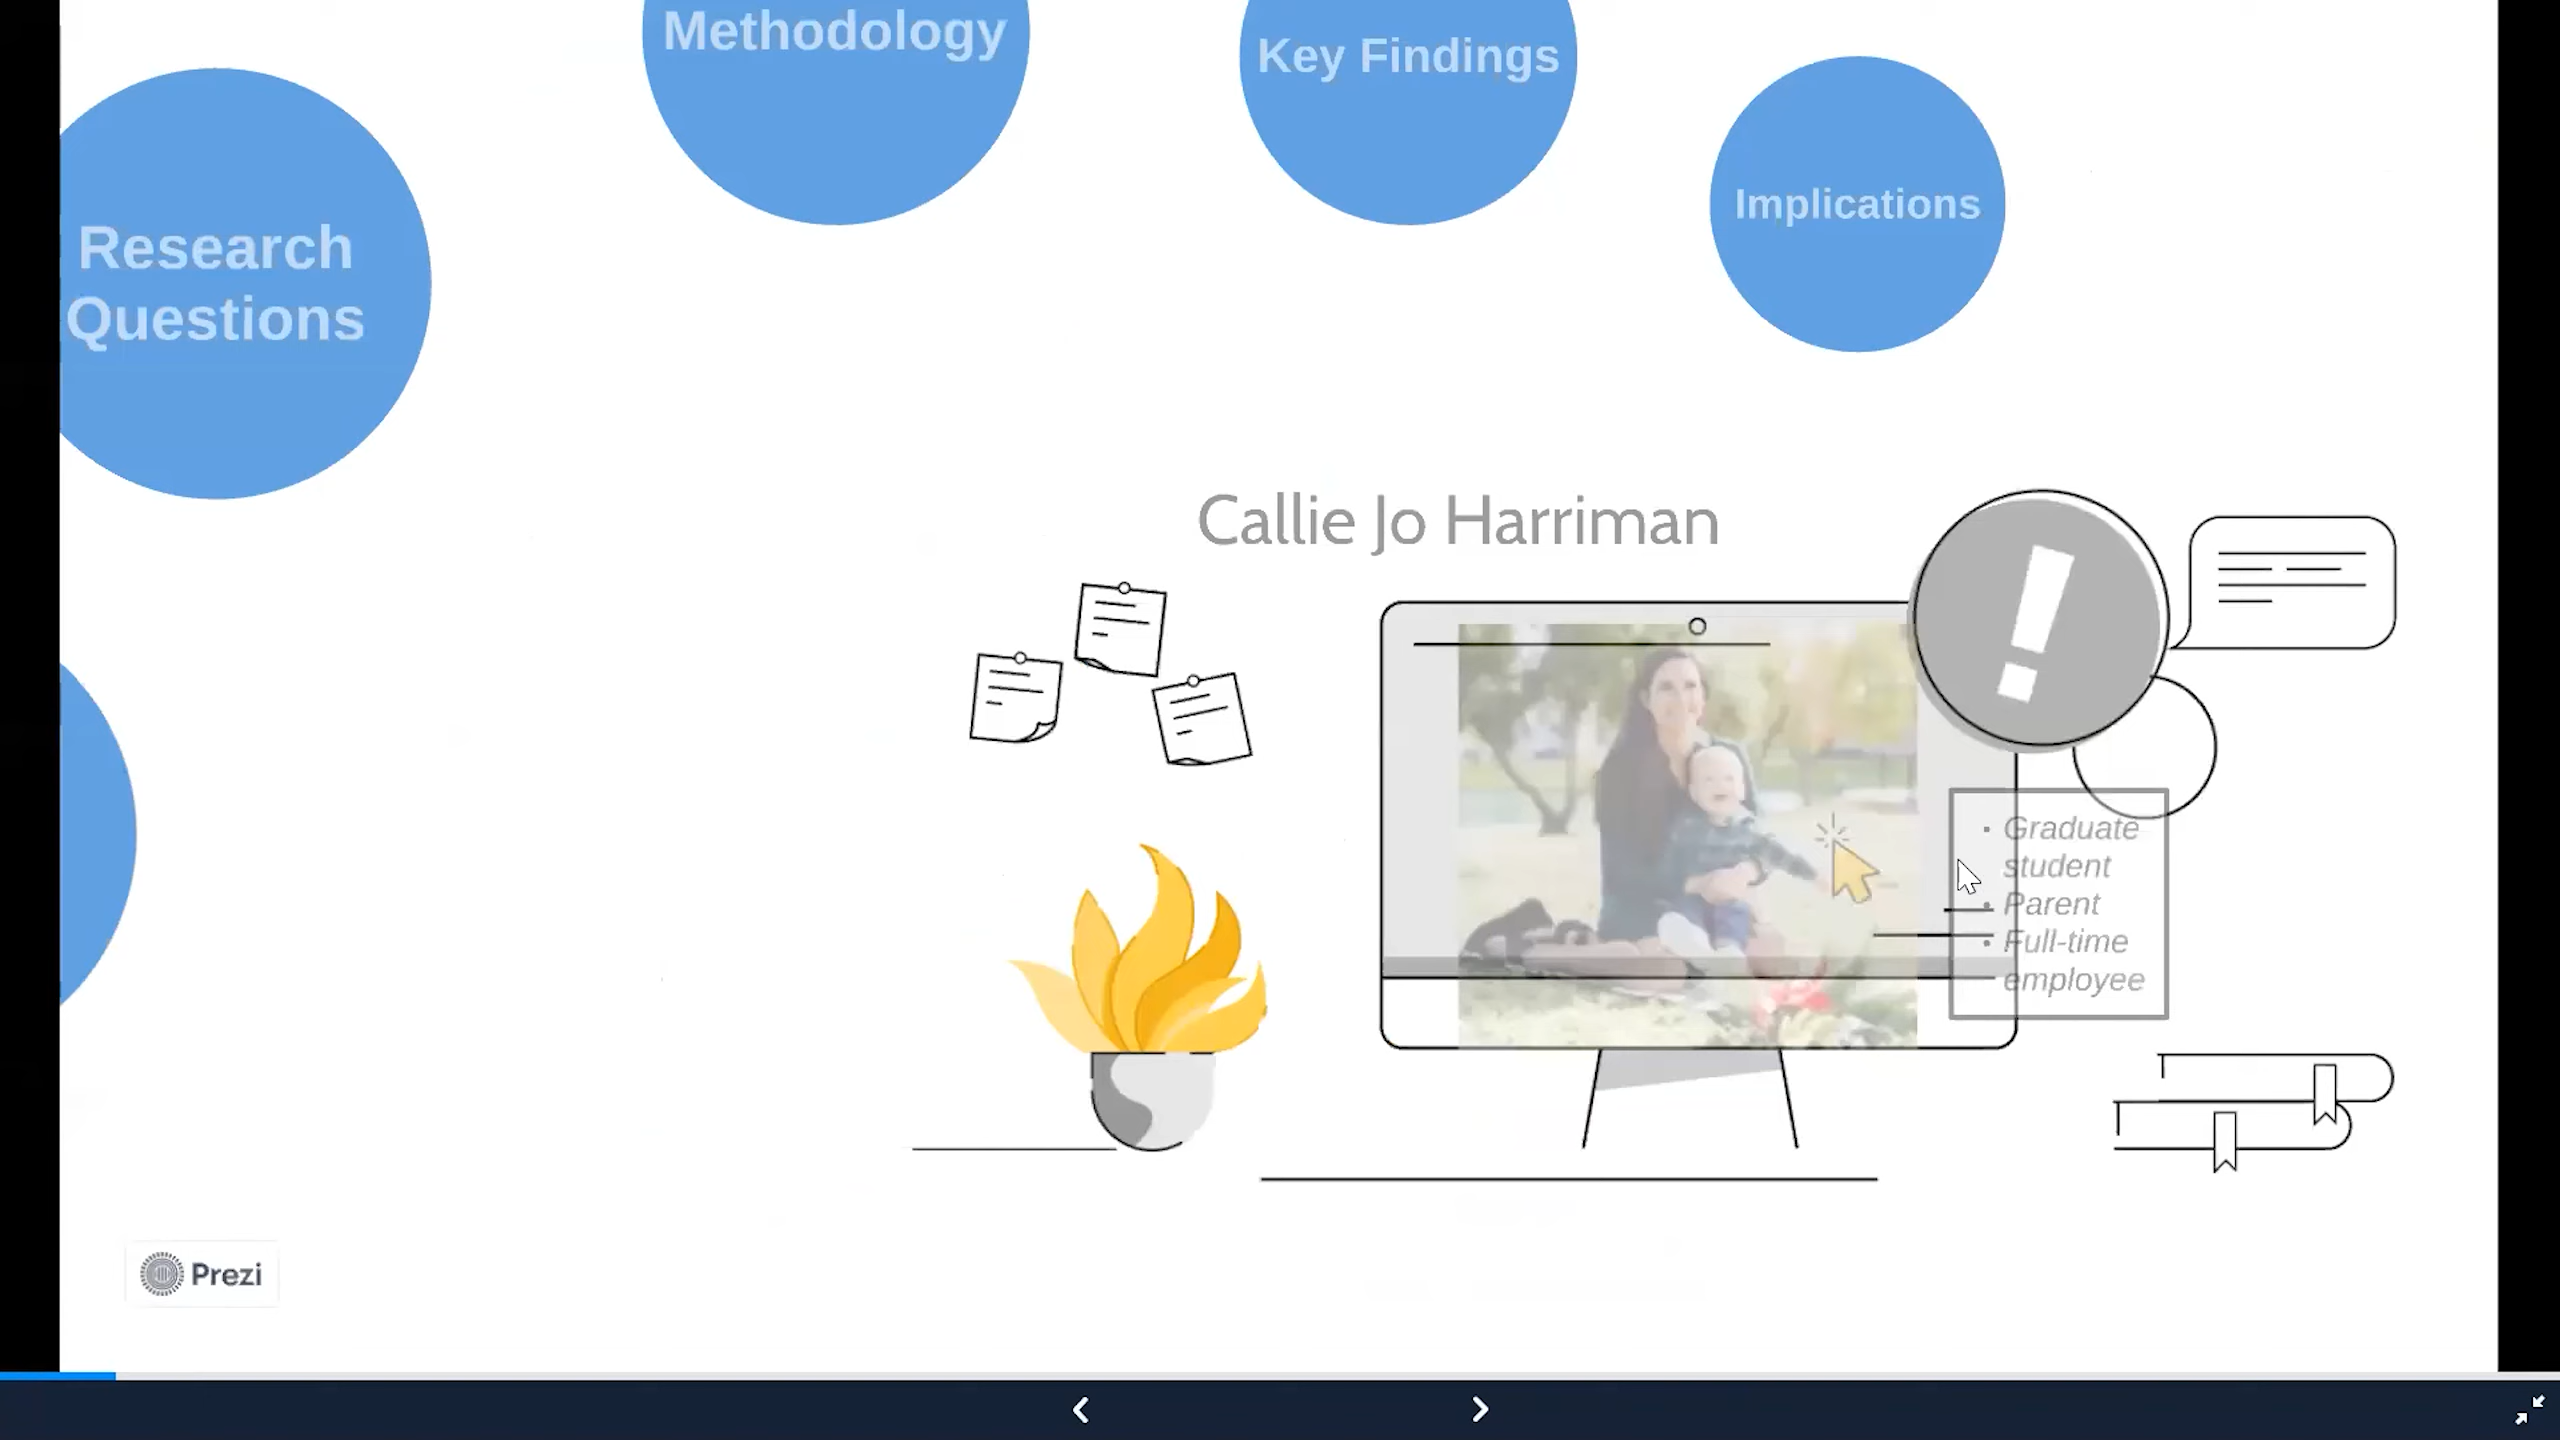 Methodology
Key Findings
Implications
Research
Questions
Callie Jo Harriman
!
• Graduate
student
• Parent
• Full-time
employee
Prezi